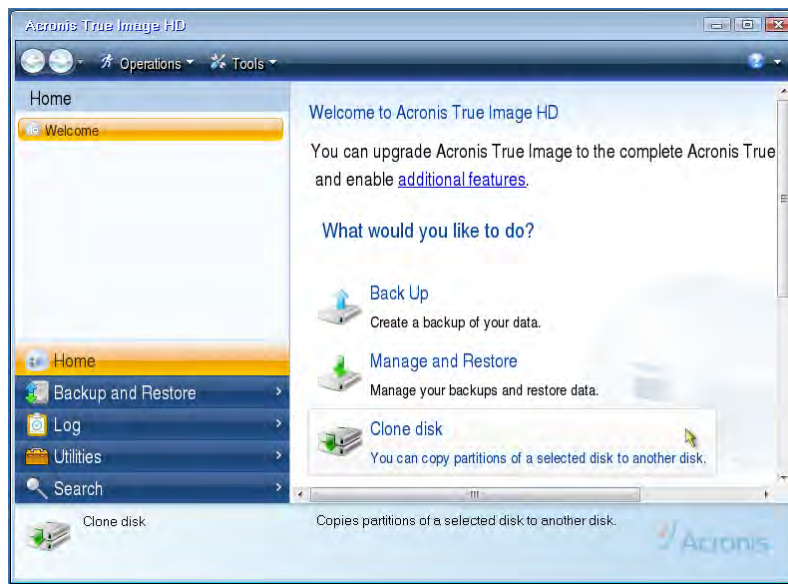 Acronis True Image HD
Operations Tools
Home
Welcome
Home
Backup and Restore
Log
Utilities
Search
Welcome to Acronis True Image HD
You can upgrade Acronis True Image to the complete Acronis True
and enable additional features.
What would you like to do?
Back Up
Create a backup of your data.
Manage and Restore
Manage your backups and restore data.
Clone disk
You can copy partitions of a selected disk to another disk.
Clone disk
Copies partitions of a selected disk to another disk.
Acronis